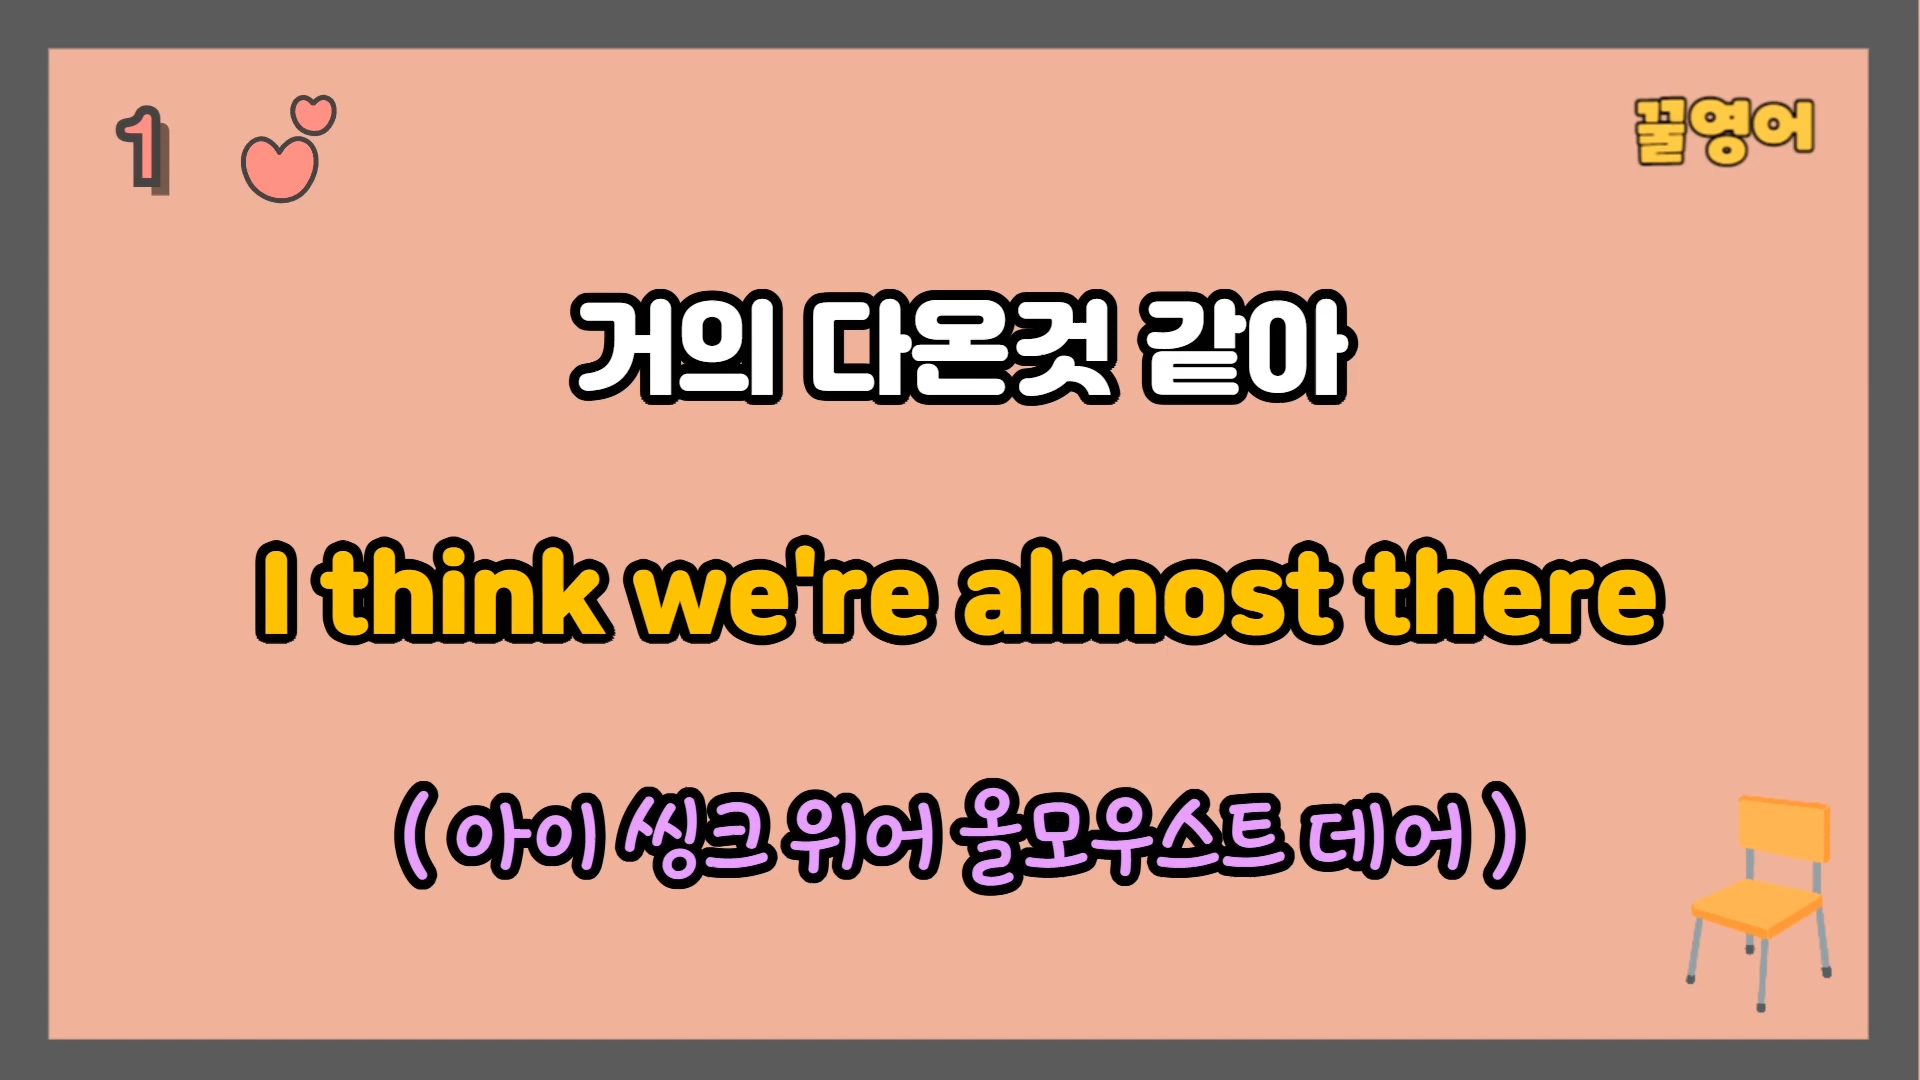 1
꿀영어
거의 다온것 같아
I think we're almost there
( 아이 씽크 위어 올모우스트 데어 )